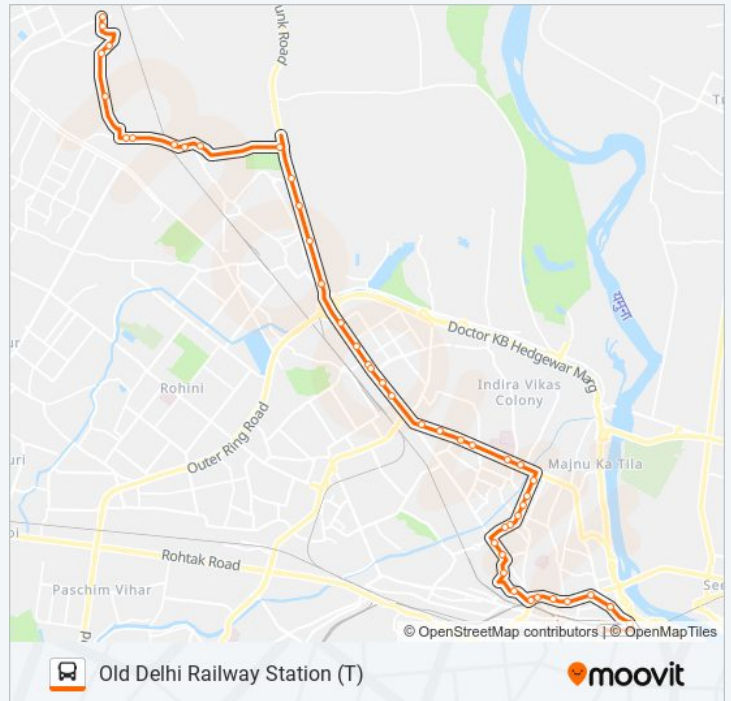 unk Road
Doctor KB Hedgewar Marg
Indira Vikas
Colony
Rohini
Outer Ring Road
Majnu Ka Tila
Rohtak Road
Paschim Vihar
See
© OpenStreetMap contributors | © OpenMapTiles
Old Delhi Railway Station (T)
moovit